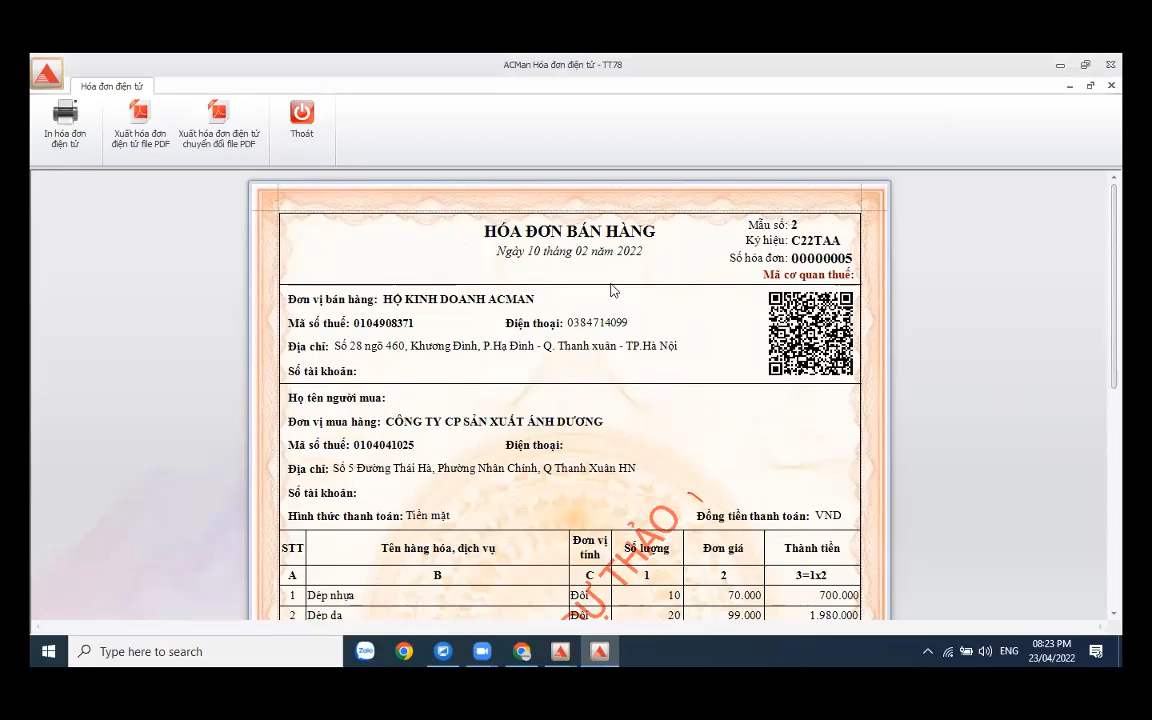 ACMan Hóa đơn điện tử - TT78
Hóa đơn điện tử
In hóa đơn
điện tử
Xuất hóa đơn
điện tử file PDF
Xuất hóa đơn điện tử
chuyển đổi file PDF
Thoát
HÓA ĐƠN BÁN HÀNG
Ngày 10 tháng 02 năm 2022
Mẫu số: 2
Ký hiệu: C22TAA
Số hóa đơn: 00000005
Mã cơ quan thuế:
Đơn vị bán hàng: HỘ KINH DOANH ACMAN
Mã số thuế: 0104908371 Điện thoại: 0384714099
Địa chỉ: Số 28 ngõ 460, Khương Đình, P.Hạ Đình - Q. Thanh xuân - TP.Hà Nội
Số tài khoản:
Họ tên người mua:
Đơn vị mua hàng: CÔNG TY CP SẢN XUẤT ÁNH DƯƠNG
Mã số thuế: 0104041025 Điện thoại:
Địa chỉ: Số 5 Đường Thái Hà, Phường Nhân Chính, Q Thanh Xuân HN
Số tài khoản:
Hình thức thanh toán: Tiền mặt Đồng tiền thanh toán: VND
STT Tên hàng hóa, dịch vụ Đơn vị tính Số lượng Đơn giá Thành tiền
A B C 1 2 3=1x2
1 Dép nhựa Đôi 10 70.000 700.000
2 Dép da Đôi 20 99.000 1.980.000
DỰ THẢO
Type here to search
Zalo
ENG
08:23 PM
23/04/2022